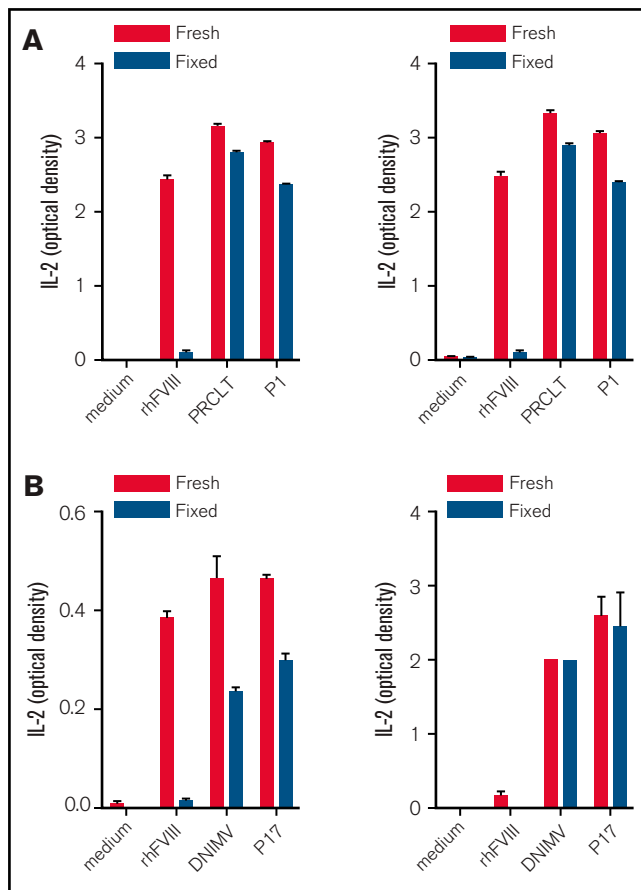 A
Fresh
Fixed
IL-2 (optical density)
4
3
2
1
0
medium
rhFVIII
PRCLT
P1
Fresh
Fixed
IL-2 (optical density)
4
3
2
1
0
medium
rhFVIII
PRCLT
P1
B
Fresh
Fixed
IL-2 (optical density)
0.6
0.4
0.2
0.0
medium
rhFVIII
DNIMV
P17
Fresh
Fixed
IL-2 (optical density)
4
3
2
1
0
medium
rhFVIII
DNIMV
P17